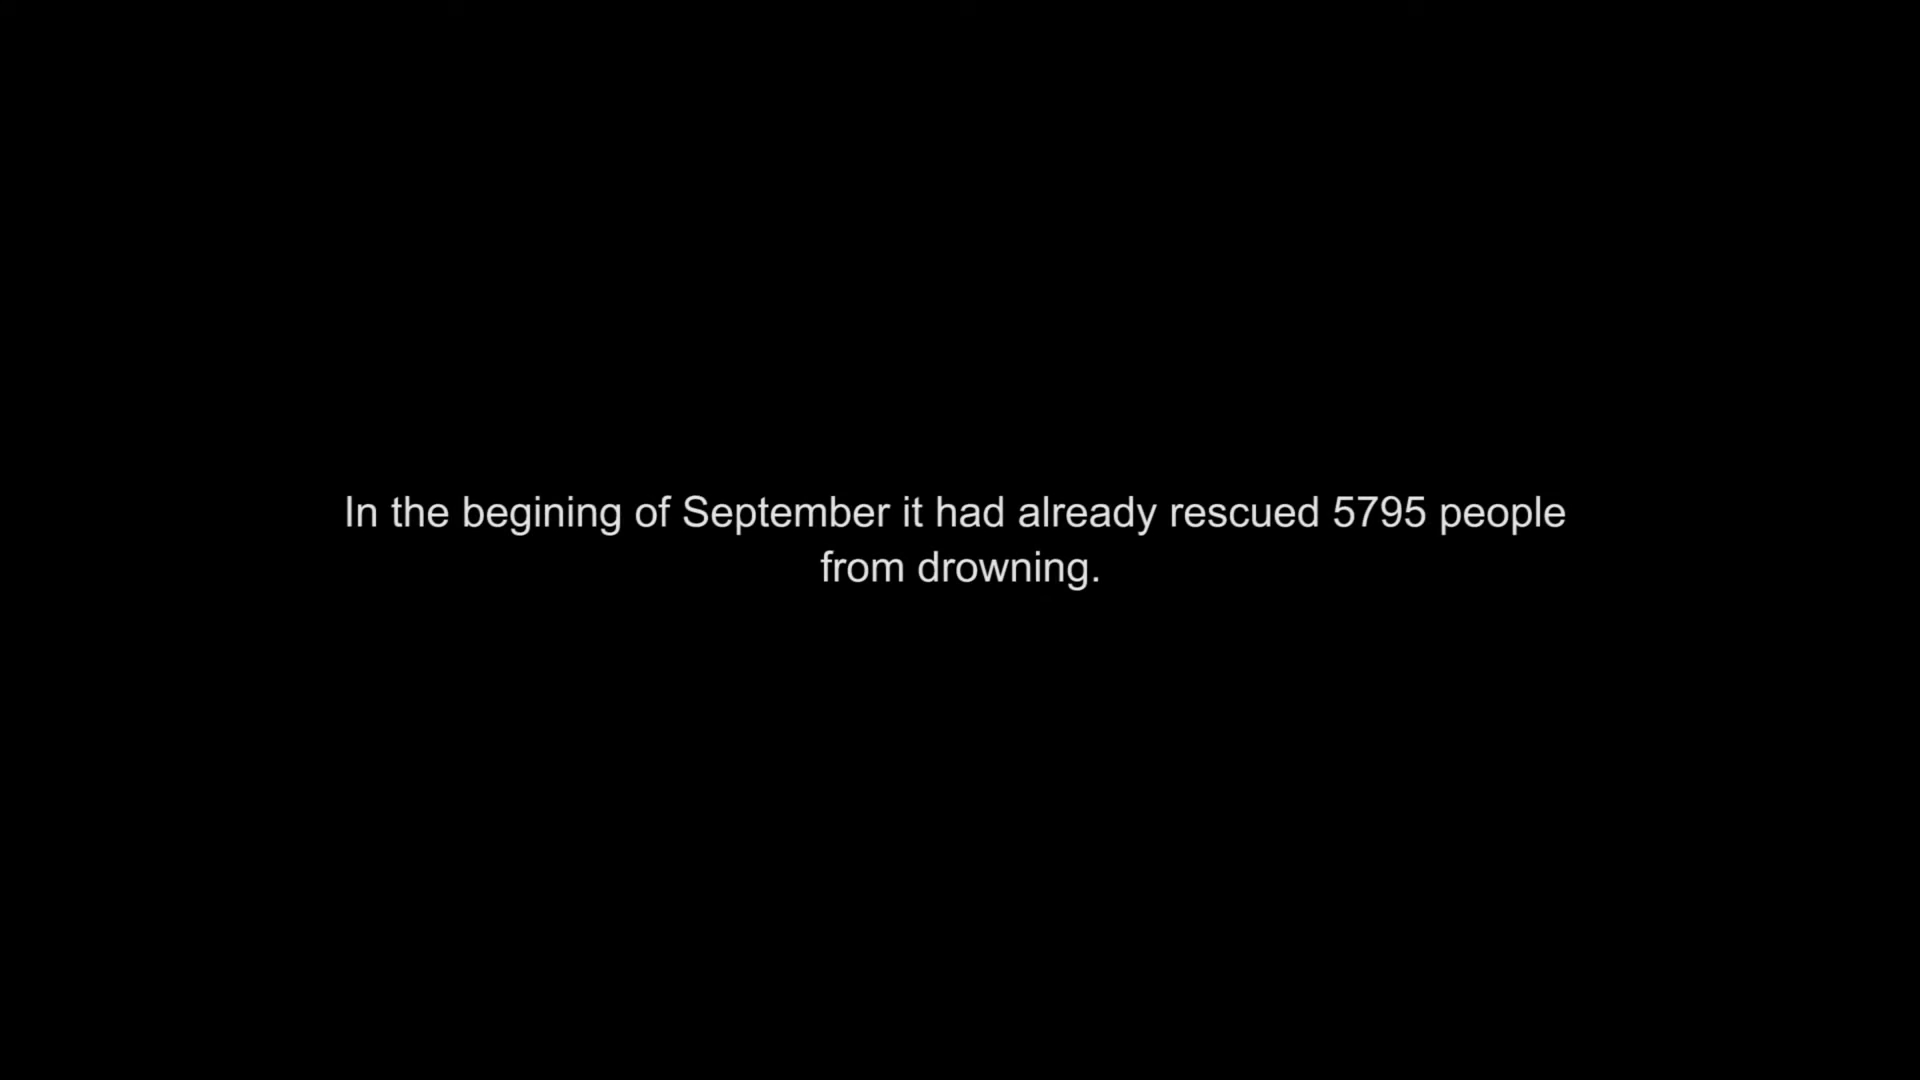 In the begining of September it had already rescued 5795 people
from drowning.